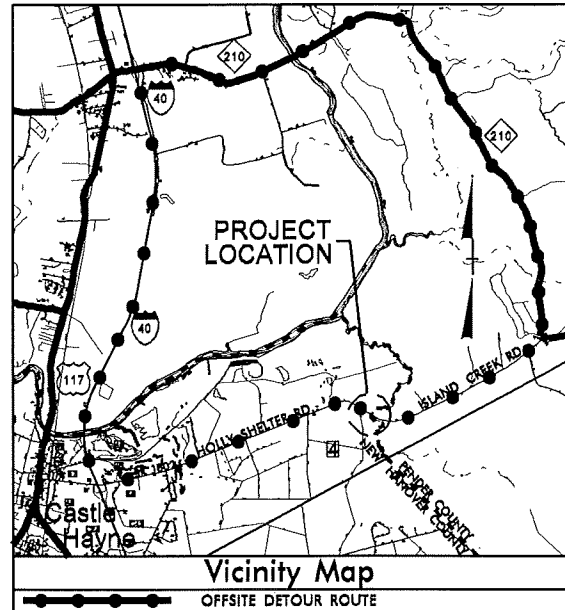 210
40
210
PROJECT
LOCATION
40
117
ISLAND CREEK RD
HOLLY SHELTER RD
4
PENDER COUNTY
NEW HANOVER COUNTY
Castle
Hayne
Vicinity Map
OFFSITE DETOUR ROUTE